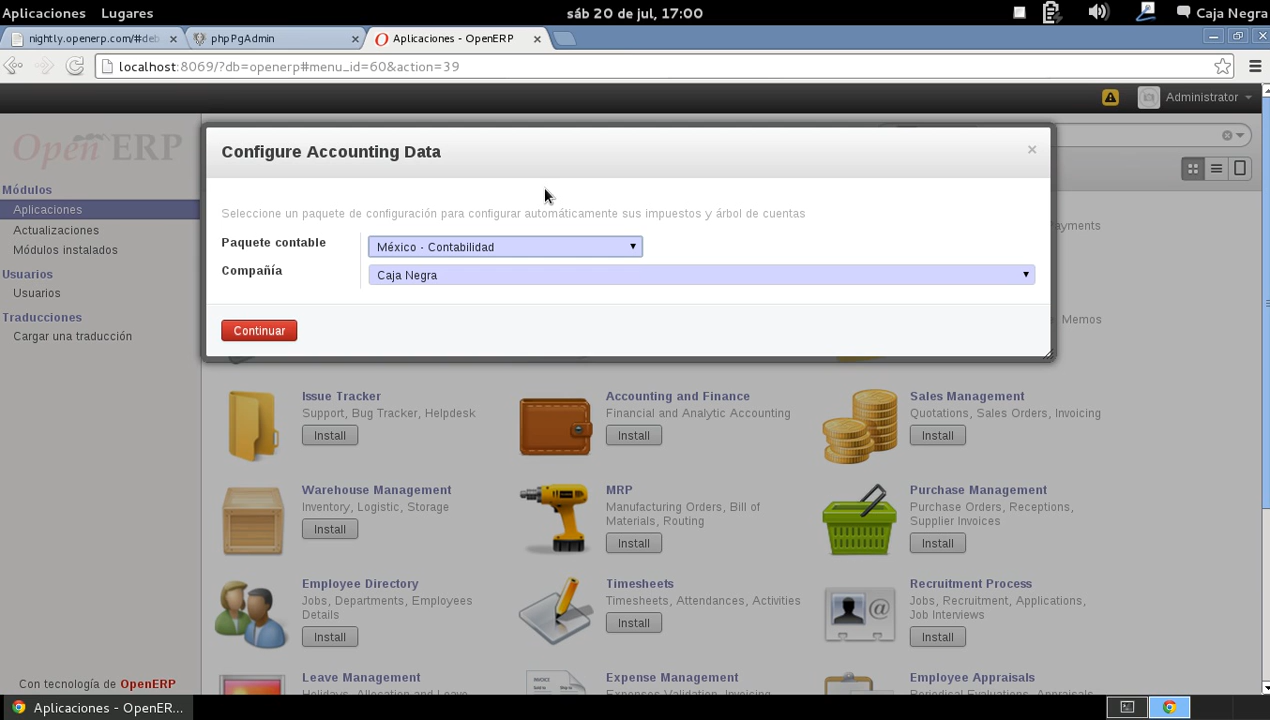 Aplicaciones Lugares sáb 20 de jul, 17:00 Caja Negra
nightly.openerp.com/#deb × phpPgAdmin × Aplicaciones - OpenERP ×
localhost:8069/?db=openerp#menu_id=60&action=39
Administrator
OpenERP
Configure Accounting Data ×
Módulos
Aplicaciones
Actualizaciones
Módulos instalados
Usuarios
Usuarios
Traducciones
Cargar una traducción
Seleccione un paquete de configuración para configurar automáticamente sus impuestos y árbol de cuentas
Paquete contable México - Contabilidad
Compañía Caja Negra
Continuar
Memos
Issue Tracker
Support, Bug Tracker, Helpdesk
Install
Accounting and Finance
Financial and Analytic Accounting
Install
Sales Management
Quotations, Sales Orders, Invoicing
Install
Warehouse Management
Inventory, Logistic, Storage
Install
MRP
Manufacturing Orders, Bill of
Materials, Routing
Install
Purchase Management
Purchase Orders, Receptions,
Supplier Invoices
Install
Employee Directory
Jobs, Departments, Employees
Details
Install
Timesheets
Timesheets, Attendances, Activities
Install
Recruitment Process
Jobs, Recruitment, Applications,
Job Interviews
Install
Leave Management
Holidays, Allocation and Leave
Expense Management
Expenses Validation, Invoicing
Employee Appraisals
Periodical Evaluations, Appraisals
Con tecnología de OpenERP
Aplicaciones - OpenER...